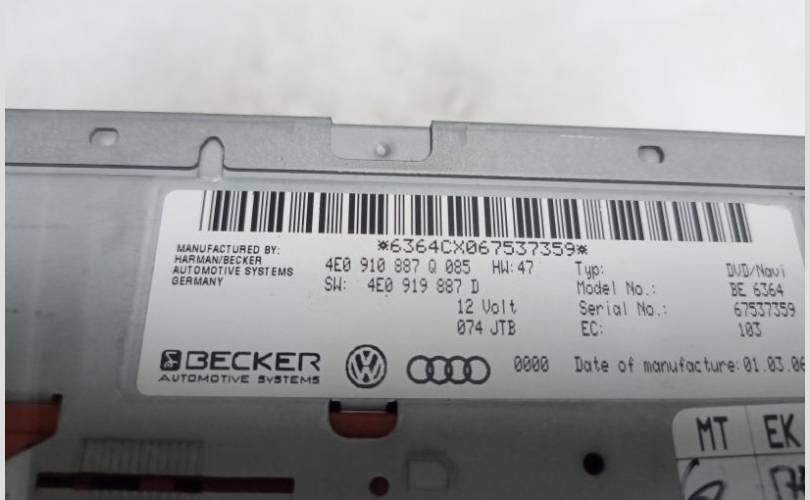 *6364CX067537359*
MANUFACTURED BY:
HARMAN/BECKER
AUTOMOTIVE SYSTEMS
GERMANY
4E0 910 887 Q 085 HW:47
SW: 4E0 919 887 D
12 Volt
074 JTB
Typ: DVD/Navi
Model No.: BE 6364
Serial No.: 67537359
EC: 103
BECKER
AUTOMOTIVE SYSTEMS
VW
0000
Date of manufacture: 01.03.06
MT EK